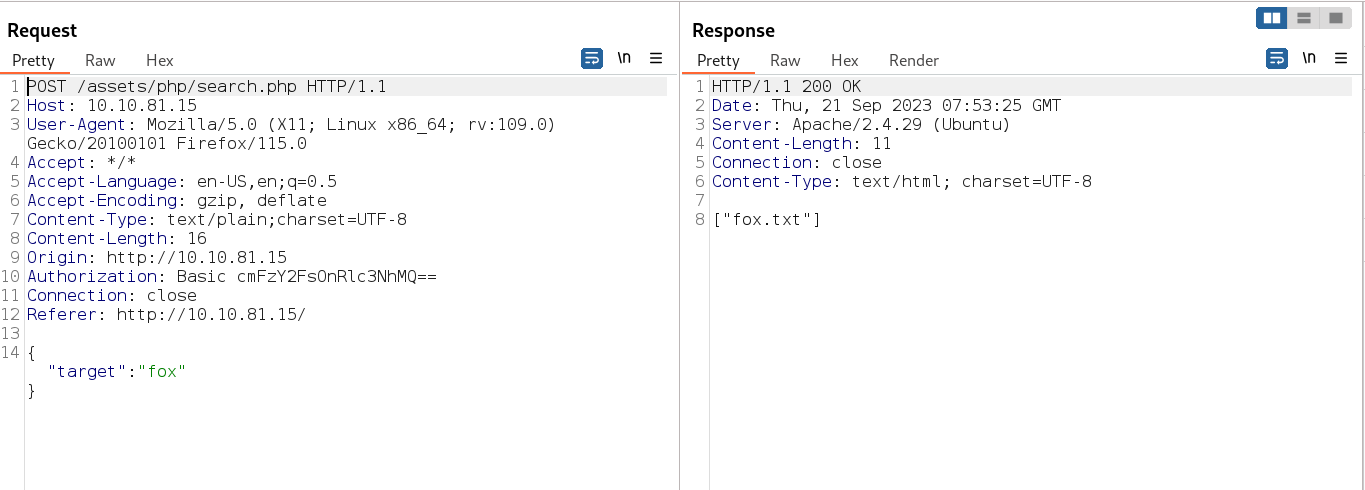 Request
Pretty Raw Hex
\n
1 POST /assets/php/search.php HTTP/1.1
2 Host: 10.10.81.15
3 User-Agent: Mozilla/5.0 (X11; Linux x86_64; rv:109.0)
Gecko/20100101 Firefox/115.0
4 Accept: */*
5 Accept-Language: en-US,en;q=0.5
6 Accept-Encoding: gzip, deflate
7 Content-Type: text/plain;charset=UTF-8
8 Content-Length: 16
9 Origin: http://10.10.81.15
10 Authorization: Basic cmFzY2FsOnRlc3NhMQ==
11 Connection: close
12 Referer: http://10.10.81.15/
13
14 {
"target":"fox"
}
Response
Pretty Raw Hex Render
\n
1 HTTP/1.1 200 OK
2 Date: Thu, 21 Sep 2023 07:53:25 GMT
3 Server: Apache/2.4.29 (Ubuntu)
4 Content-Length: 11
5 Connection: close
6 Content-Type: text/html; charset=UTF-8
7
8 ["fox.txt"]